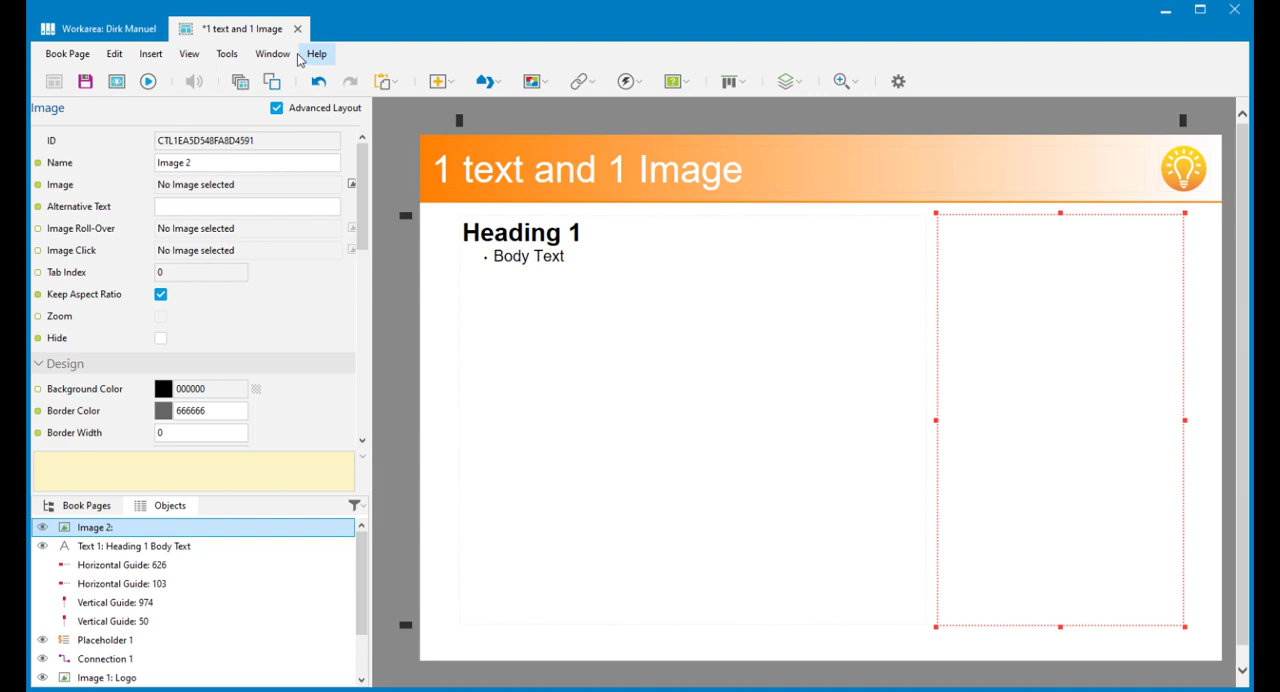 Workarea: Dirk Manuel
*1 text and 1 Image
Book Page Edit Insert View Tools Window Help
Image
Advanced Layout
ID CTL1EA5D548FA8D4591
Name Image 2
Image No Image selected
Alternative Text
Image Roll-Over No Image selected
Image Click No Image selected
Tab Index 0
Keep Aspect Ratio
Zoom
Hide
Design
Background Color 000000
Border Color 666666
Border Width 0
Book Pages Objects
Image 2:
Text 1: Heading 1 Body Text
Horizontal Guide: 626
Horizontal Guide: 103
Vertical Guide: 974
Vertical Guide: 50
Placeholder 1
Connection 1
Image 1: Logo
1 text and 1 Image
Heading 1
· Body Text